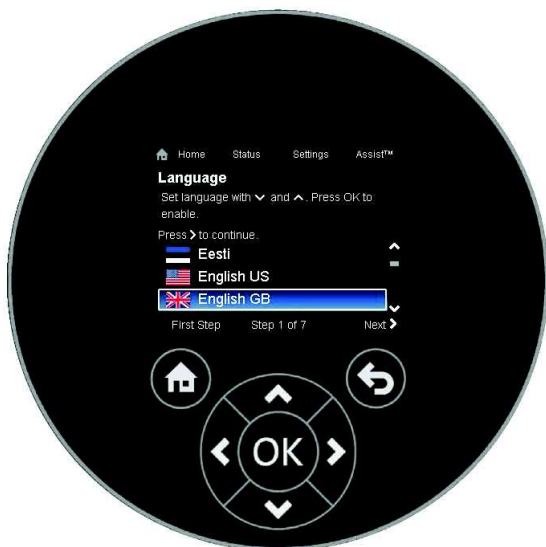 Home Status Settings Assist™
Language
Set language with ⌄ and ⌃. Press OK to
enable.
Press > to continue.
Eesti
English US
English GB
First Step Step 1 of 7 Next >
OK